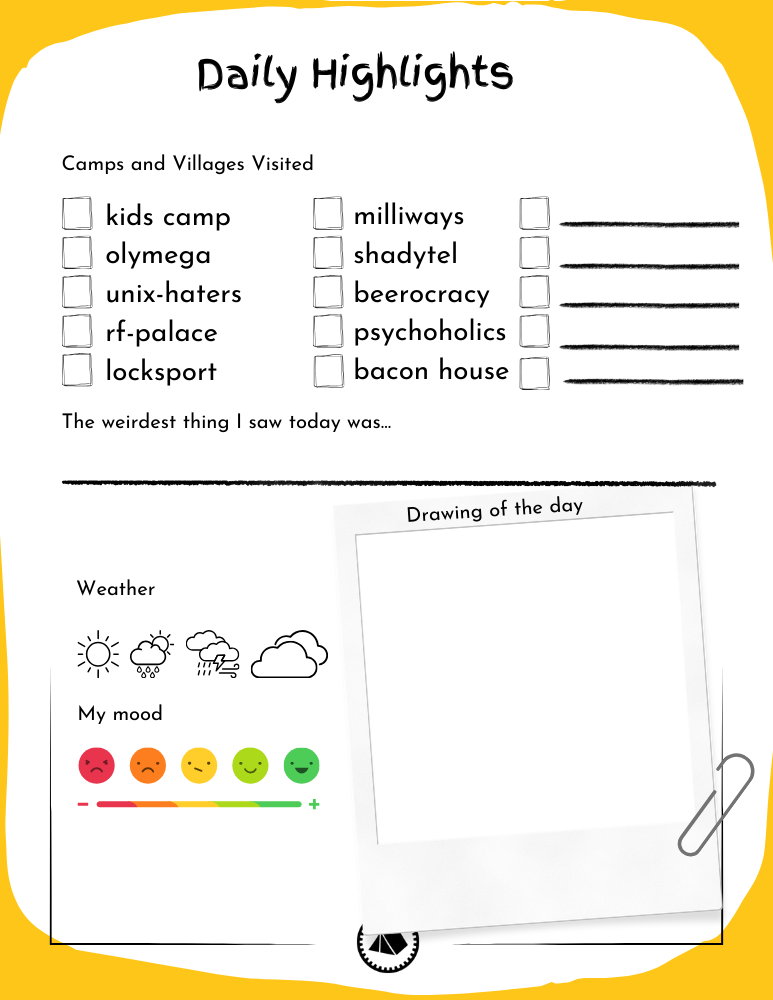 Daily Highlights
Camps and Villages Visited
kids camp
olymega
unix-haters
rf-palace
locksport
milliways
shadytel
beerocracy
psychoholics
bacon house
The weirdest thing I saw today was...
Drawing of the day
Weather
My mood
- +